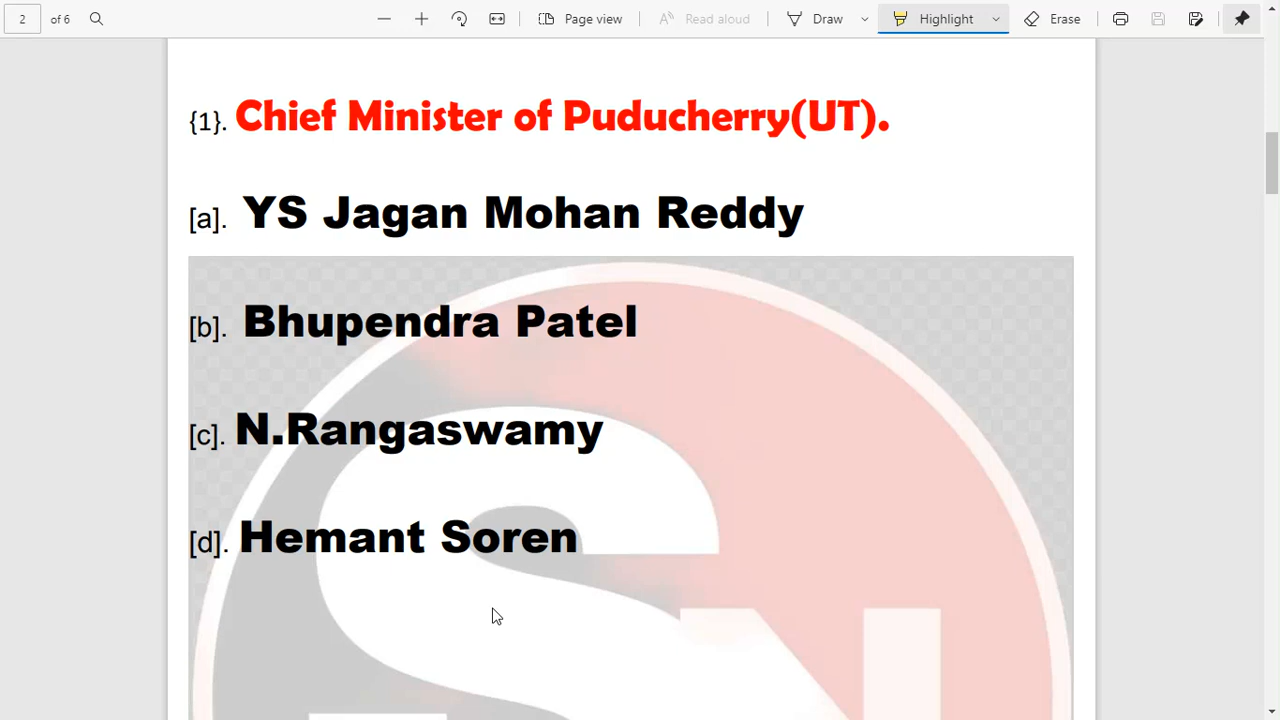 2 of 6 Page view Read aloud Draw Highlight Erase
{1}. Chief Minister of Puducherry(UT).
[a]. YS Jagan Mohan Reddy
[b]. Bhupendra Patel
[c]. N.Rangaswamy
[d]. Hemant Soren